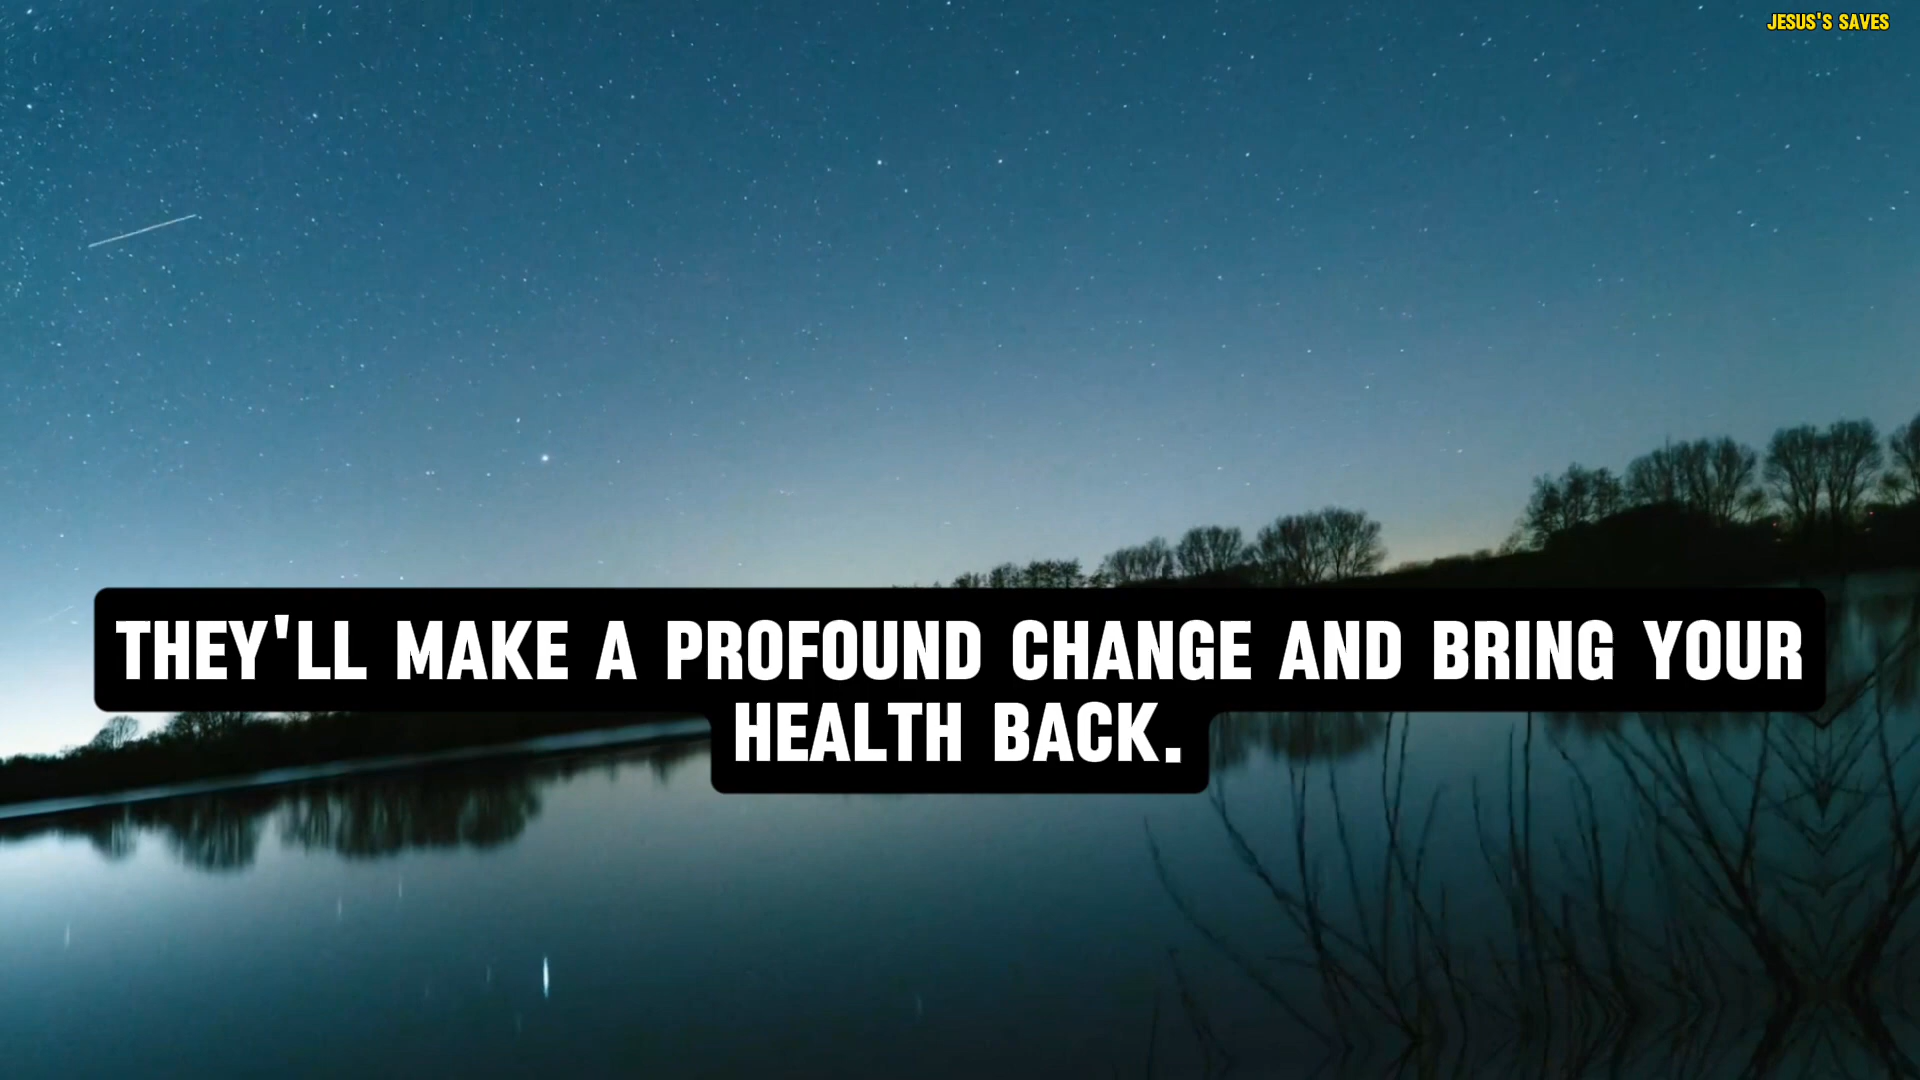 JESUS'S SAVES
THEY'LL MAKE A PROFOUND CHANGE AND BRING YOUR
HEALTH BACK.